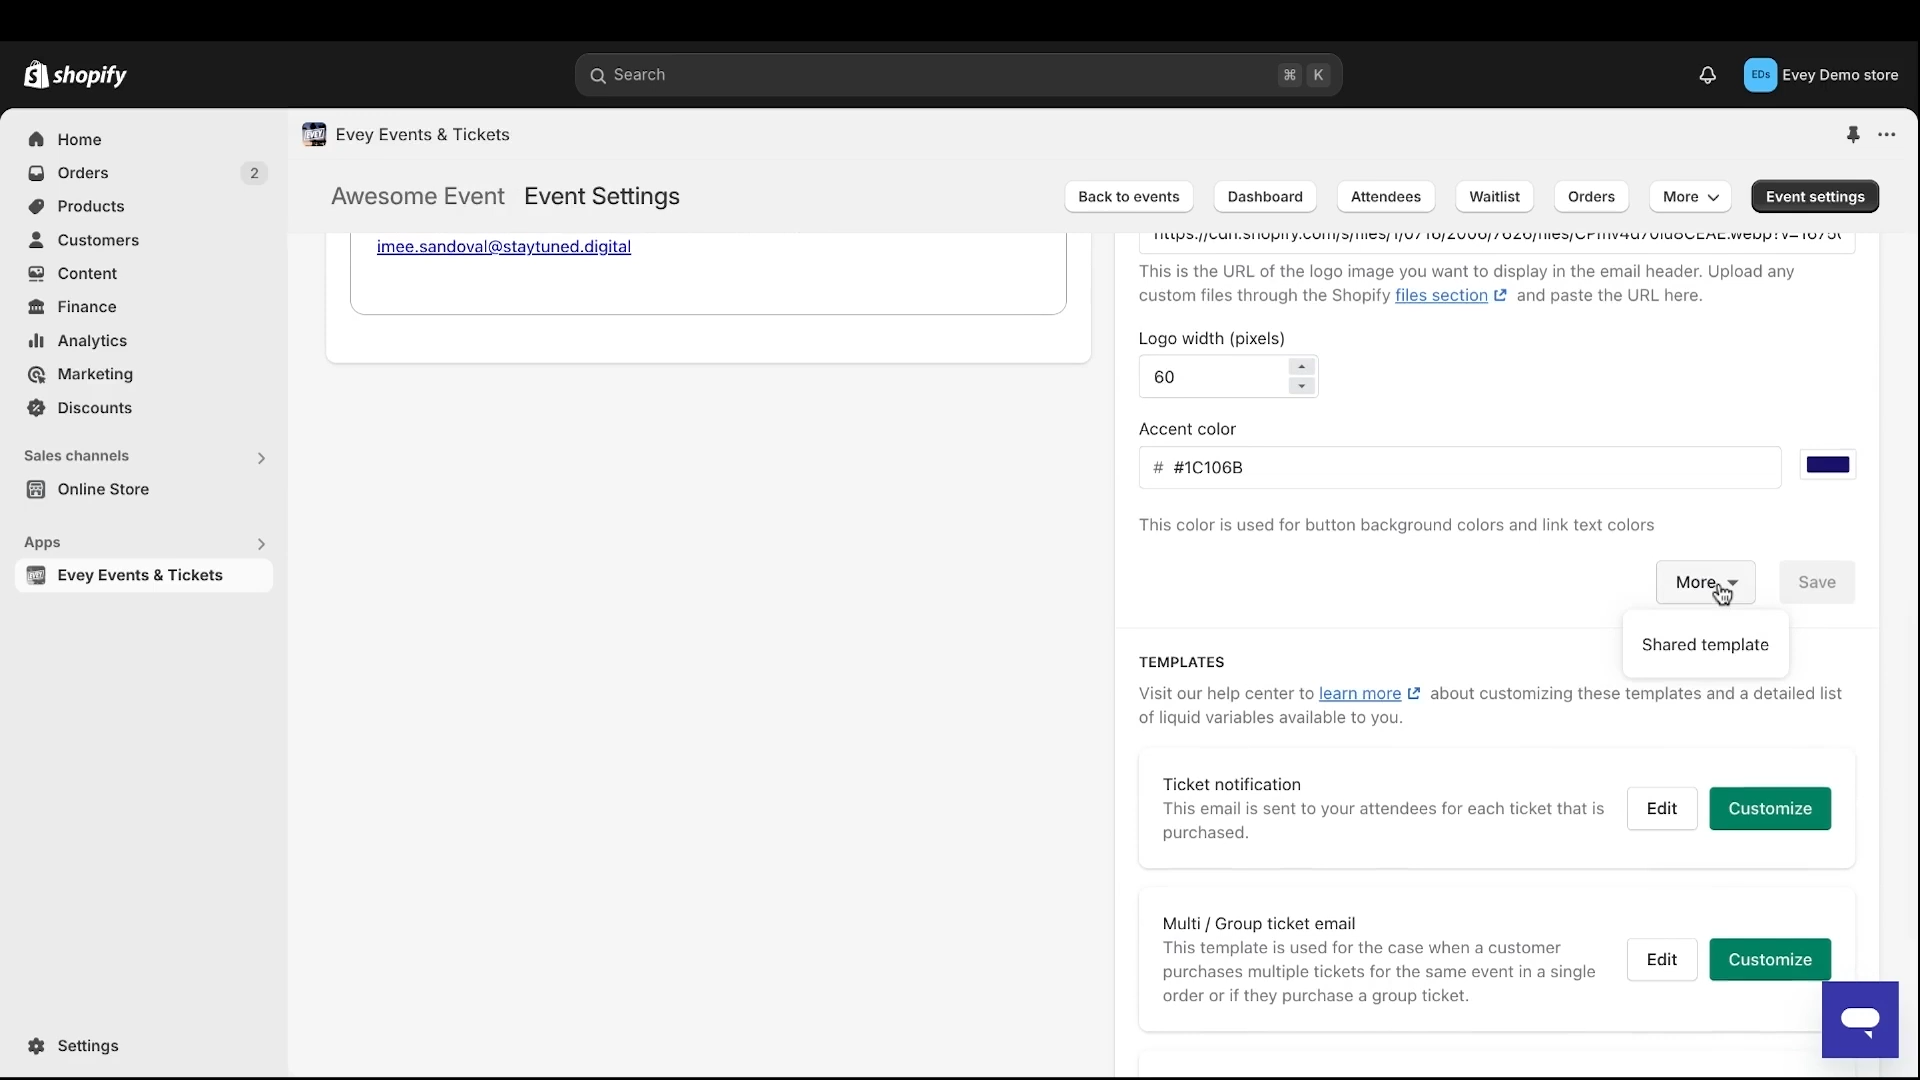 shopify
Search
⌘ K
EDs Evey Demo store
Home
Orders 2
Products
Customers
Content
Finance
Analytics
Marketing
Discounts
Sales channels
Online Store
Apps
Evey Events & Tickets
Settings
Evey Events & Tickets
Awesome Event Event Settings
Back to events
Dashboard
Attendees
Waitlist
Orders
More
Event settings
imee.sandoval@staytuned.digital
This is the URL of the logo image you want to display in the email header. Upload any
custom files through the Shopify files section and paste the URL here.
Logo width (pixels)
60
Accent color
# #1C106B
This color is used for button background colors and link text colors
More
Save
Shared template
TEMPLATES
Visit our help center to learn more about customizing these templates and a detailed list
of liquid variables available to you.
Ticket notification
This email is sent to your attendees for each ticket that is
purchased.
Edit
Customize
Multi / Group ticket email
This template is used for the case when a customer
purchases multiple tickets for the same event in a single
order or if they purchase a group ticket.
Edit
Customize